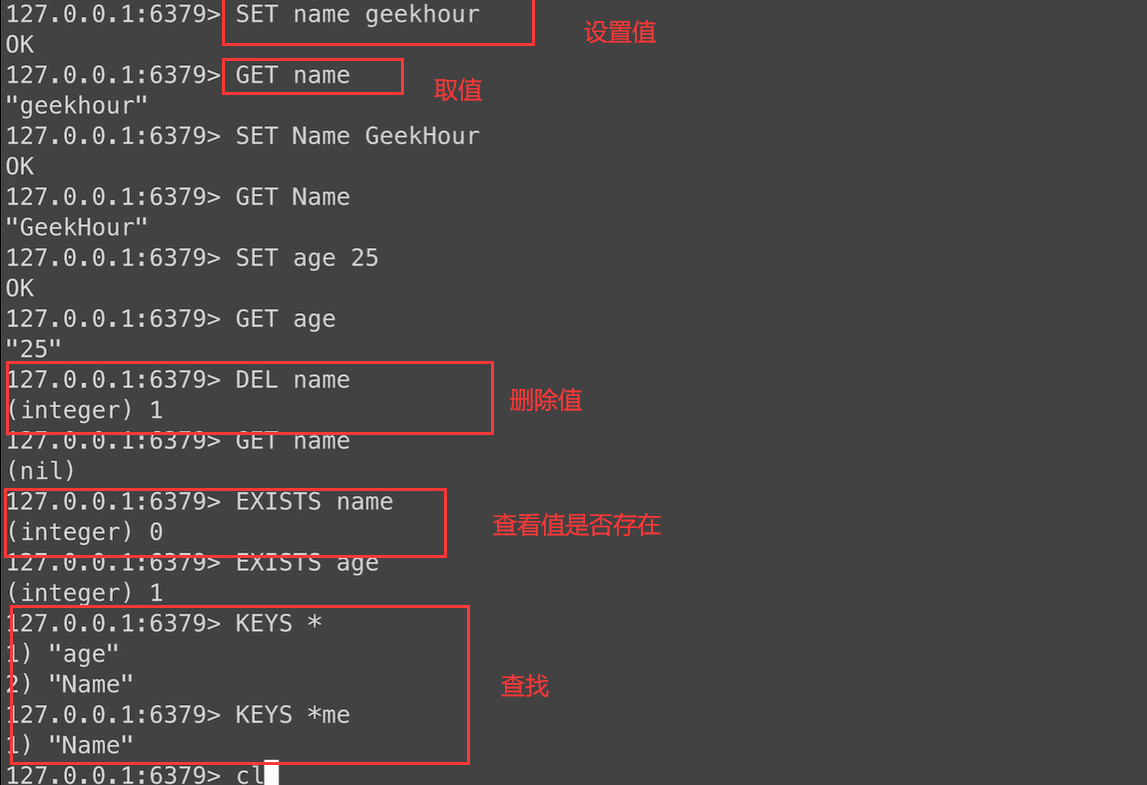 127.0.0.1:6379> SET name geekhour
设置值
OK
127.0.0.1:6379> GET name
取值
"geekhour"
127.0.0.1:6379> SET Name GeekHour
OK
127.0.0.1:6379> GET Name
"GeekHour"
127.0.0.1:6379> SET age 25
OK
127.0.0.1:6379> GET age
"25"
127.0.0.1:6379> DEL name
删除值
(integer) 1
127.0.0.1:6379> GET name
(nil)
127.0.0.1:6379> EXISTS name
查看值是否存在
(integer) 0
127.0.0.1:6379> EXISTS age
(integer) 1
127.0.0.1:6379> KEYS *
1) "age"
2) "Name"
查找
127.0.0.1:6379> KEYS *me
1) "Name"
127.0.0.1:6379> cl